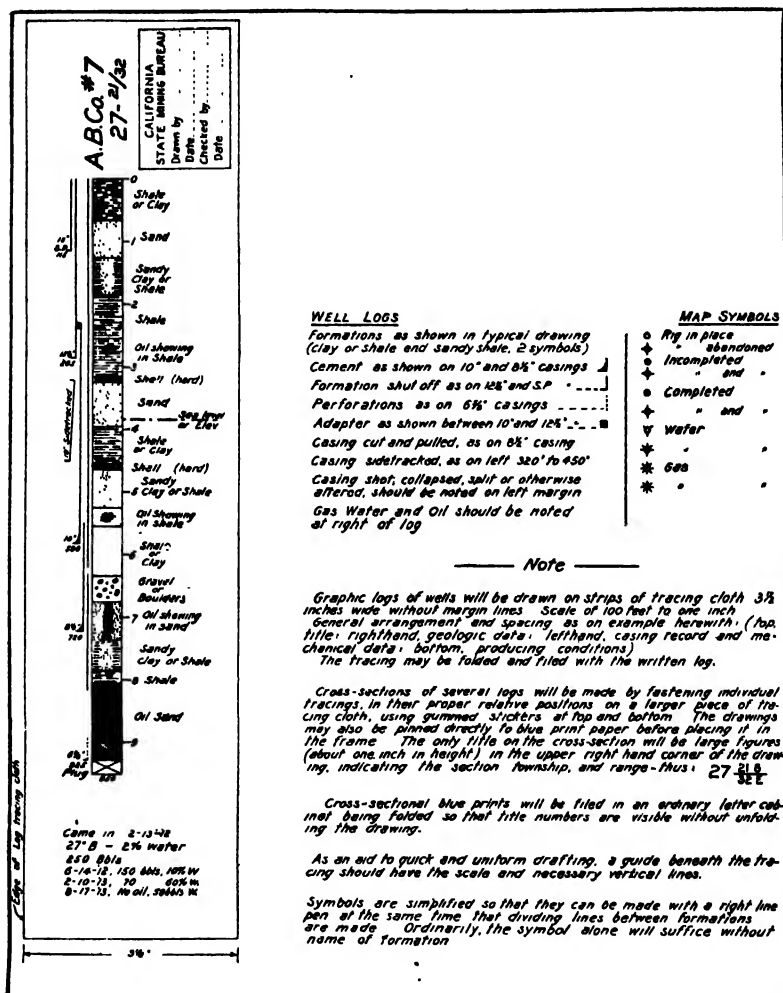 A.B.Co. #7
27-21/32
CALIFORNIA
STATE MINING BUREAU
Drawn by
Date
Checked by
Date
0
Shale
or Clay
1 Sand
Sandy
Clay or
Shale
2
Shale
Oil showing
in Shale
3
Shell (hard)
Sand
Sea level
or Elev
4
Shale
or Clay
Shell (hard)
Sandy
5 Clay or Shale
Oil Showing
in Shale
6 Shale
or
Clay
Gravel
or
Boulders
7 Oil showing
in sand
Sandy
Clay or Shale
8 Shale
Oil Sand
9
Plug
10"
Sidetracked
10"
8½"
720
6⅝"
Came in 2-13-12
27°B - 2% water
250 Bbls
6-14-12, 150 bbls, 10% W
2-10-13, 70 60% W.
8-17-13, No oil, W.
Edge of Log tracing cloth
3½"
WELL LOGS
Formations as shown in typical drawing
(clay or shale and sandy shale, 2 symbols)
Cement as shown on 10" and 8½" casings
Formation shut off as on 12½" and S.P
Perforations as on 6⅝" casings
Adapter as shown between 10" and 12½"
Casing cut and pulled, as on 8½" casing
Casing sidetracked, as on left 320' to 450'
Casing shot, collapsed, split or otherwise
altered, should be noted on left margin
Gas Water and Oil should be noted
at right of log
MAP SYMBOLS
Rig in place
" abandoned
Incompleted
" and "
Completed
" and "
Water
" "
Gas
" "
Note
Graphic logs of wells will be drawn on strips of tracing cloth 3½
inches wide without margin lines Scale of 100 feet to one inch
General arrangement and spacing as on example herewith: (top,
title: righthand, geologic data: lefthand, casing record and me-
chanical data: bottom, producing conditions)
The tracing may be folded and filed with the written log.
Cross-sections of several logs will be made by fastening individual
tracings, in their proper relative positions on a larger piece of tra-
cing cloth, using gummed stickers at top and bottom The drawings
may also be pinned directly to blue print paper before placing it in
the frame The only title on the cross-section will be large figures
(about one inch in height) in the upper right hand corner of the draw-
ing, indicating the section township, and range-thus: 27 21 S 32 E
Cross-sectional blue prints will be filed in an ordinary letter cab-
inet being folded so that title numbers are visible without unfold-
ing the drawing.
As an aid to quick and uniform drafting, a guide beneath the tra-
cing should have the scale and necessary vertical lines.
Symbols are simplified so that they can be made with a right line
pen at the same time that dividing lines between formations
are made Ordinarily, the symbol alone will suffice without
name of Formation